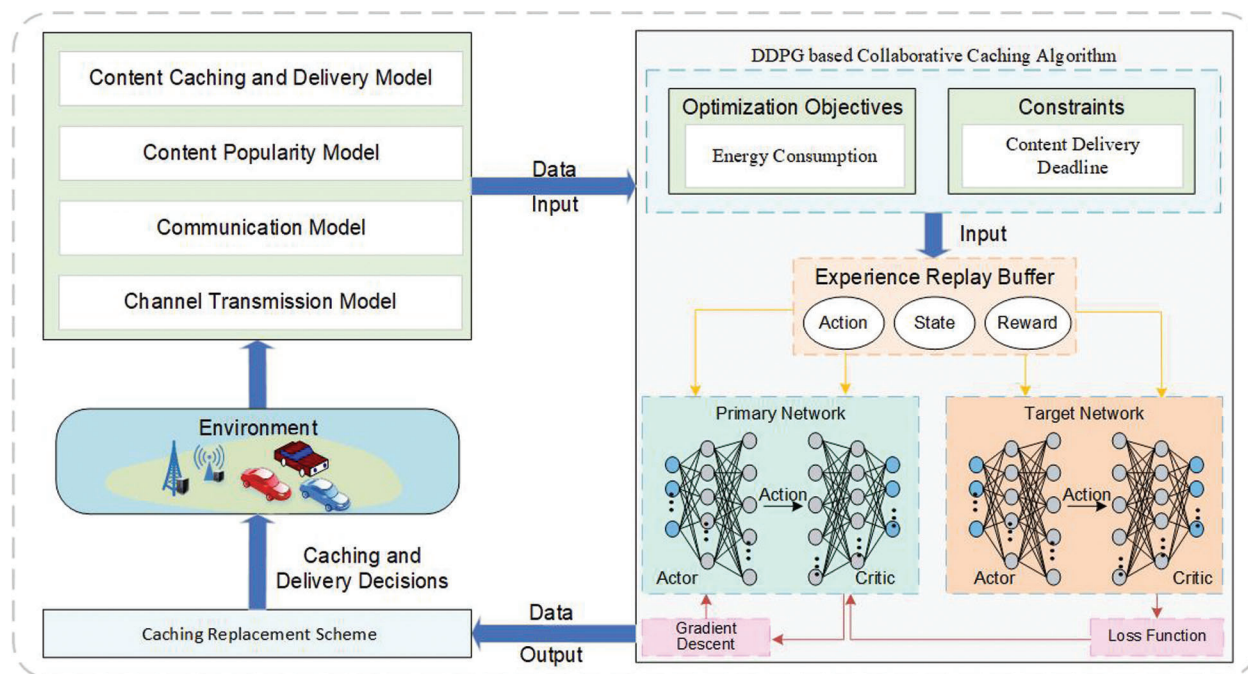 Content Caching and Delivery Model
Content Popularity Model
Communication Model
Channel Transmission Model
Data
Input
DDPG based Collaborative Caching Algorithm
Optimization Objectives
Energy Consumption
Constraints
Content Delivery
Deadline
Input
Experience Replay Buffer
Action
State
Reward
Primary Network
Action
Actor
Critic
Target Network
Action
Actor
Critic
Gradient
Descent
Loss Function
Data
Output
Caching Replacement Scheme
Caching and
Delivery Decisions
Environment